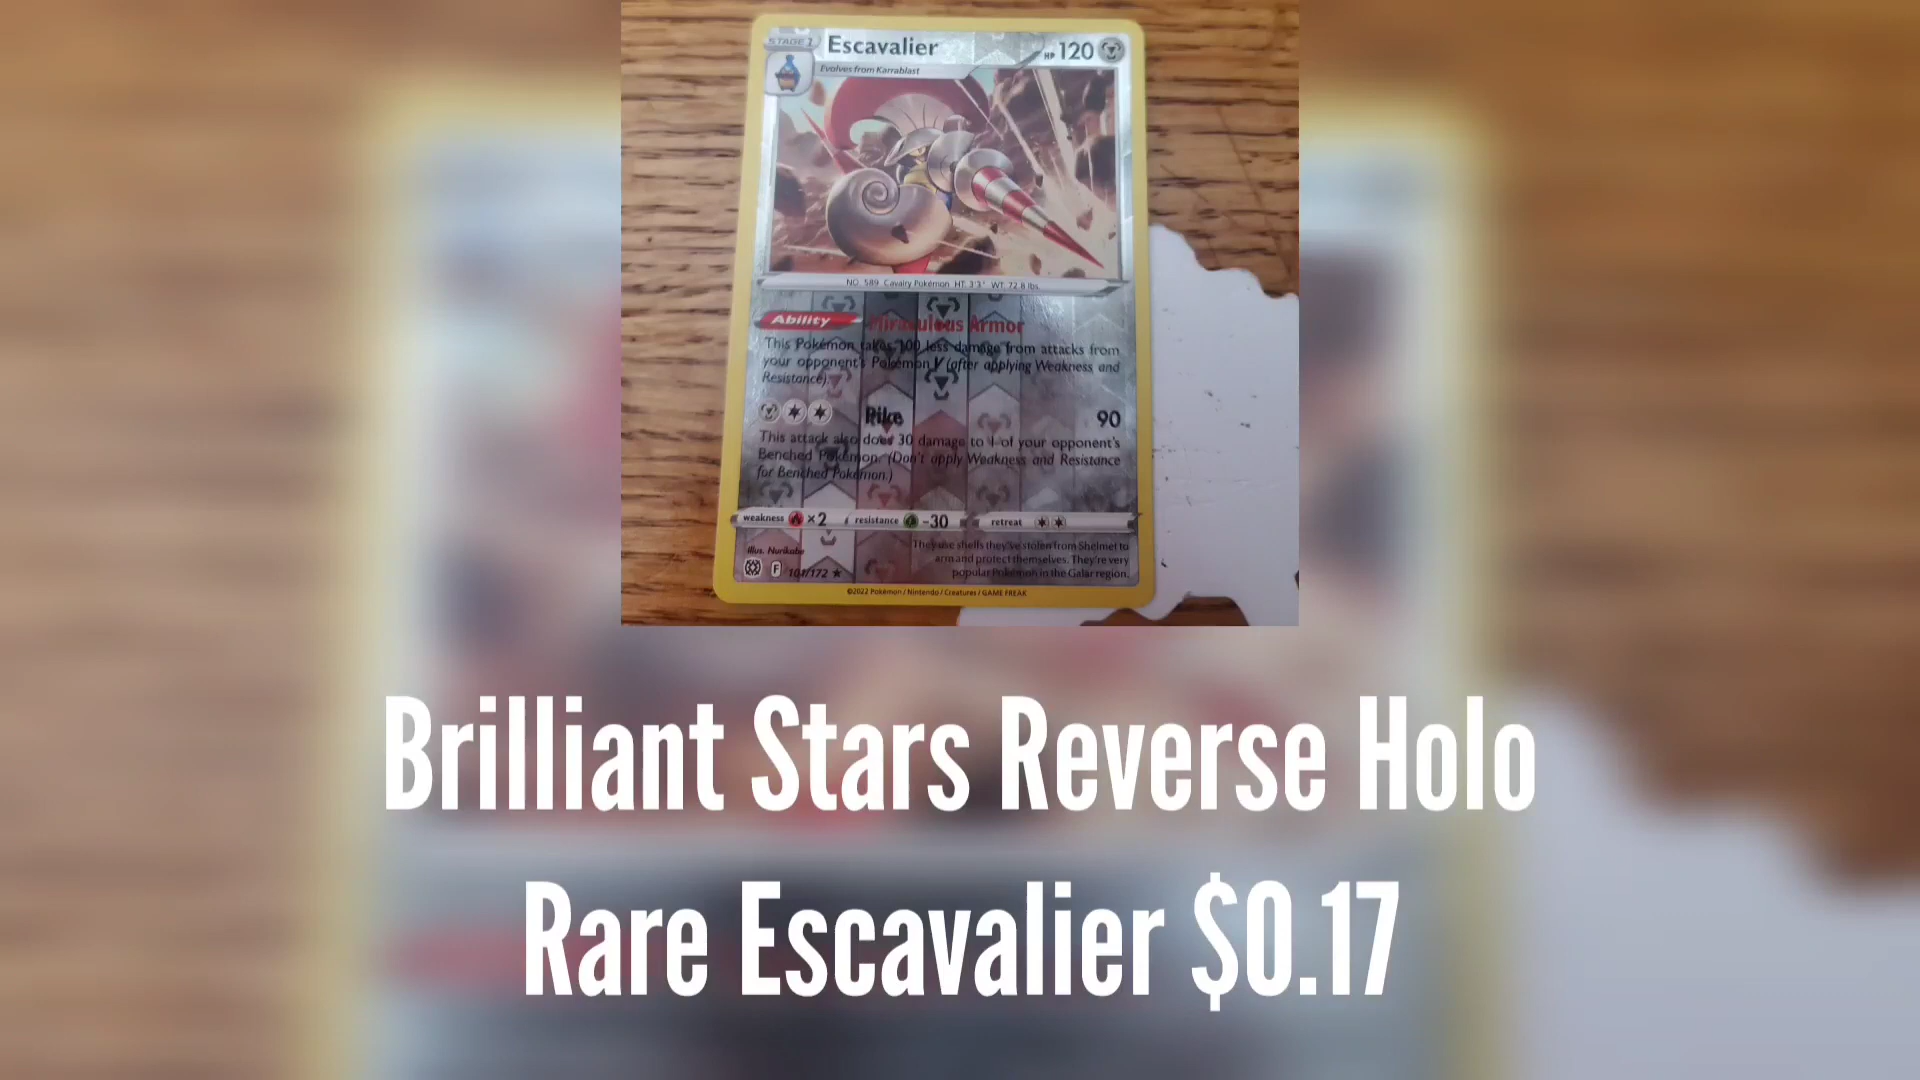 STAGE 1
Escavalier
HP 120
Evolves from Karrablast
NO. 589 Cavalry Pokémon HT: 3'3" WT: 72.8 lbs.
Ability Miraculous Armor
This Pokémon takes 100 less damage from attacks from
your opponent's Pokémon V (after applying Weakness and
Resistance).
Pike 90
This attack also does 30 damage to 1 of your opponent's
Benched Pokémon. (Don't apply Weakness and Resistance
for Benched Pokémon.)
weakness ×2 resistance -30 retreat
They use shells they've stolen from Shelmet to
arm and protect themselves. They're very
popular Pokémon in the Galar region.
Illus. Nurikabe
F 101/172 ★
©2022 Pokémon / Nintendo / Creatures / GAME FREAK
Brilliant Stars Reverse Holo
Rare Escavalier $0.17